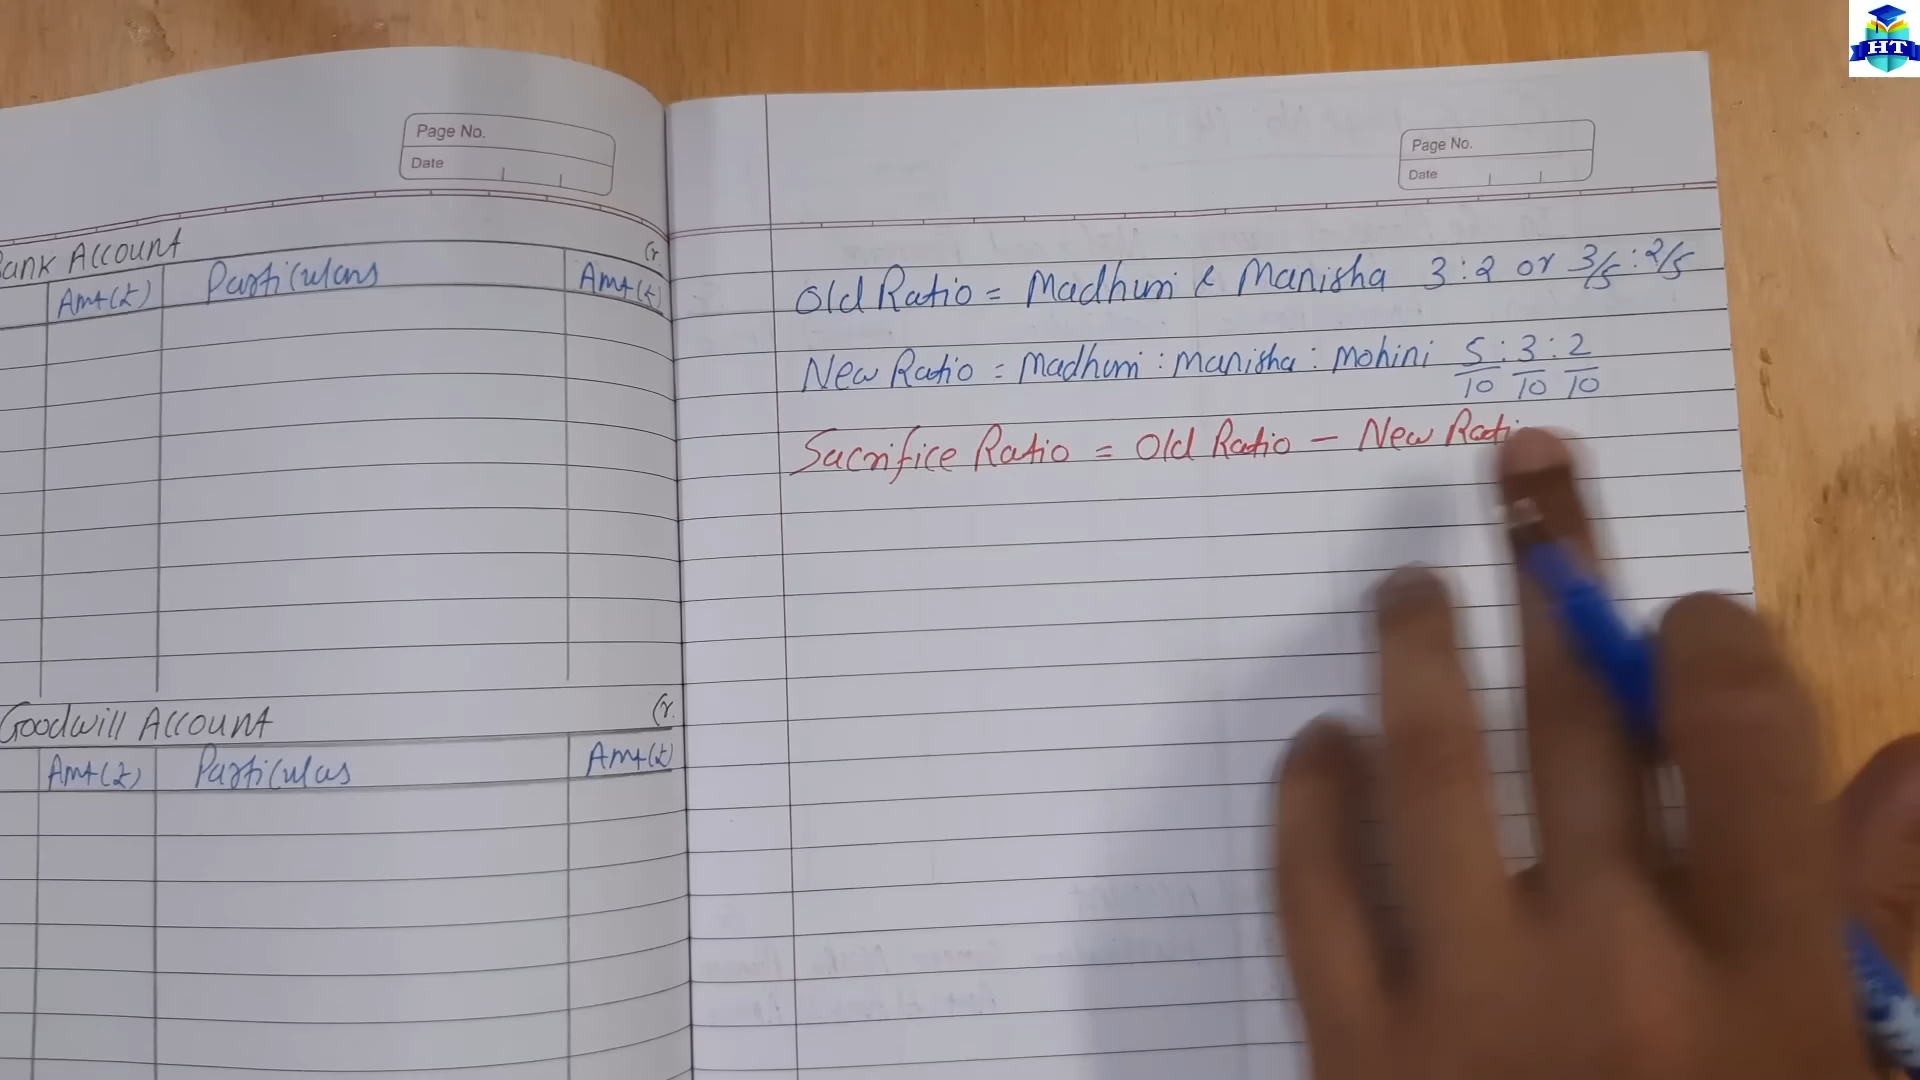 HT
Page No.
Date
Bank Account
Cr.
Amt(₹) Particulars Amt(₹)
Goodwill Account
Cr.
Amt(₹) Particulas Amt(₹)
Page No.
Date
Old Ratio = Madhuri & Manisha 3:2 or 3/5 : 2/5
New Ratio = Madhuri : Manisha : Mohini 5/10 : 3/10 : 2/10
Sacrifice Ratio = Old Ratio - New Rati